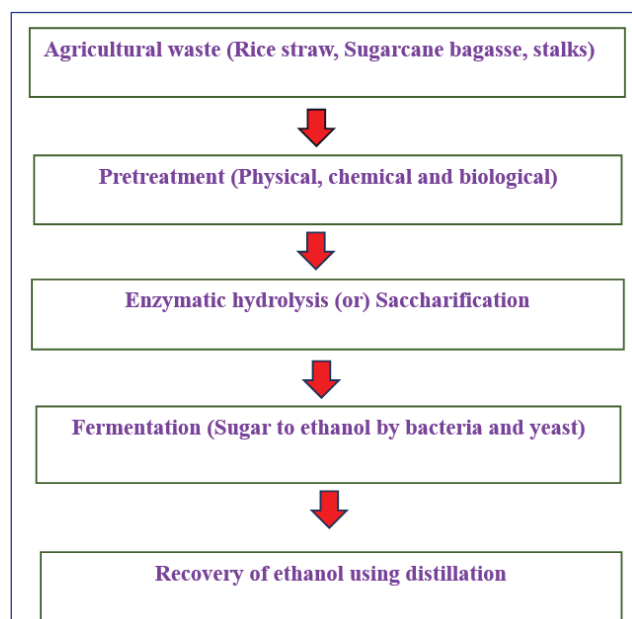 Agricultural waste (Rice straw, Sugarcane bagasse, stalks)
Pretreatment (Physical, chemical and biological)
Enzymatic hydrolysis (or) Saccharification
Fermentation (Sugar to ethanol by bacteria and yeast)
Recovery of ethanol using distillation